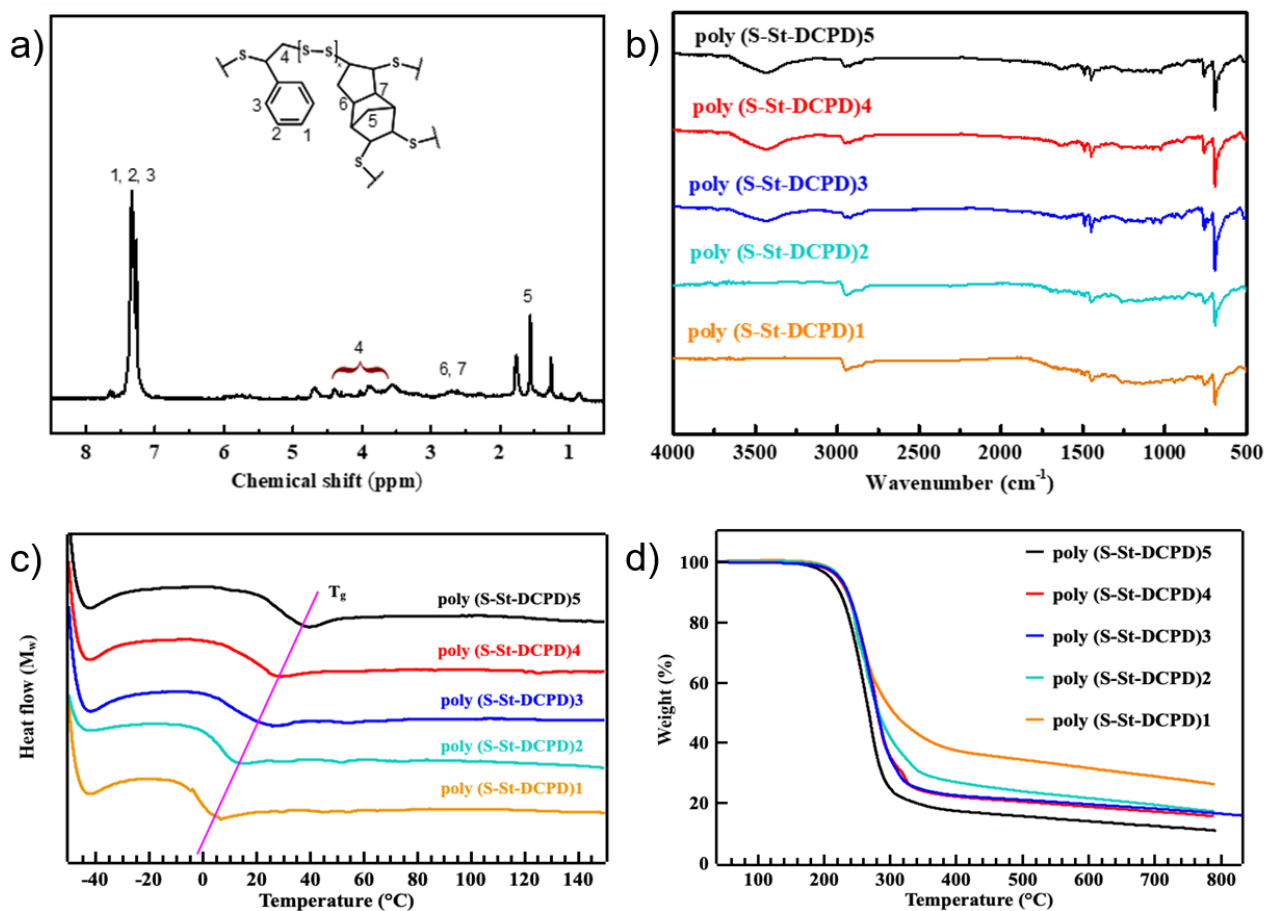 a)
S
4
S
S
x
S
7
6
5
3
2
1
S
S
1, 2, 3
4
6, 7
5
8 7 6 5 4 3 2 1
Chemical shift (ppm)
b)
poly (S-St-DCPD)5
poly (S-St-DCPD)4
poly (S-St-DCPD)3
poly (S-St-DCPD)2
poly (S-St-DCPD)1
4000 3500 3000 2500 2000 1500 1000 500
Wavenumber (cm⁻¹)
c)
Heat flow (Mw)
Tg
poly (S-St-DCPD)5
poly (S-St-DCPD)4
poly (S-St-DCPD)3
poly (S-St-DCPD)2
poly (S-St-DCPD)1
-40 -20 0 20 40 60 80 100 120 140
Temperature (°C)
d)
Weight (%)
100
80
60
40
20
0
poly (S-St-DCPD)5
poly (S-St-DCPD)4
poly (S-St-DCPD)3
poly (S-St-DCPD)2
poly (S-St-DCPD)1
100 200 300 400 500 600 700 800
Temperature (°C)